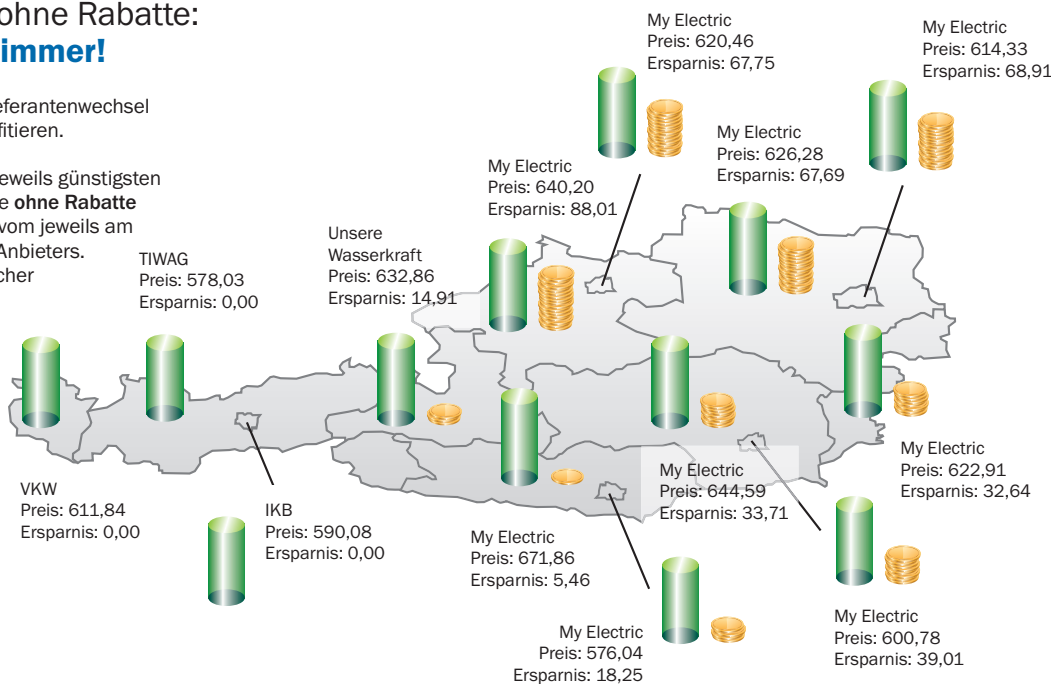 ohne Rabatte:
immer!
eferantenwechsel
fitieren.
eweils günstigsten
e ohne Rabatte
vom jeweils am
Anbieters.
cher
My Electric
Preis: 620,46
Ersparnis: 67,75
My Electric
Preis: 614,33
Ersparnis: 68,91
My Electric
Preis: 626,28
Ersparnis: 67,69
My Electric
Preis: 640,20
Ersparnis: 88,01
Unsere
Wasserkraft
Preis: 632,86
Ersparnis: 14,91
TIWAG
Preis: 578,03
Ersparnis: 0,00
VKW
Preis: 611,84
Ersparnis: 0,00
IKB
Preis: 590,08
Ersparnis: 0,00
My Electric
Preis: 671,86
Ersparnis: 5,46
My Electric
Preis: 644,59
Ersparnis: 33,71
My Electric
Preis: 622,91
Ersparnis: 32,64
My Electric
Preis: 576,04
Ersparnis: 18,25
My Electric
Preis: 600,78
Ersparnis: 39,01